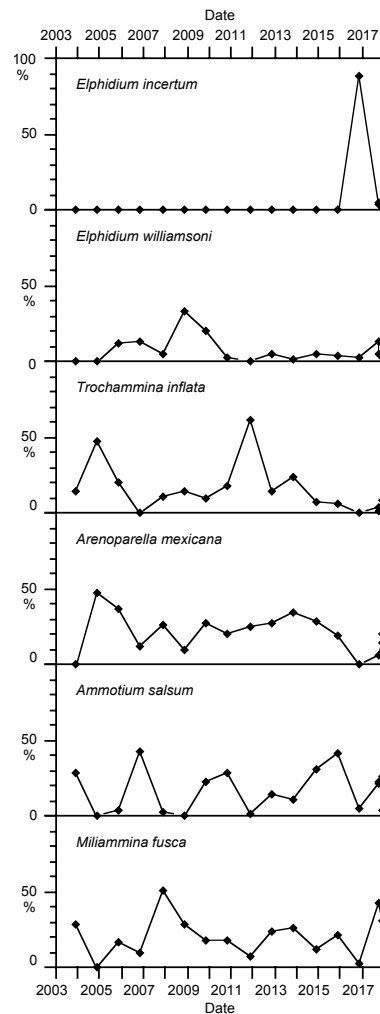 Date
2003 2005 2007 2009 2011 2013 2015 2017
100
%
Elphidium incertum
50
0
Elphidium williamsoni
50
%
0
Trochammina inflata
50
%
0
Arenoparella mexicana
50
%
0
Ammotium salsum
50
%
0
Miliammina fusca
50
%
0
2003 2005 2007 2009 2011 2013 2015 2017
Date